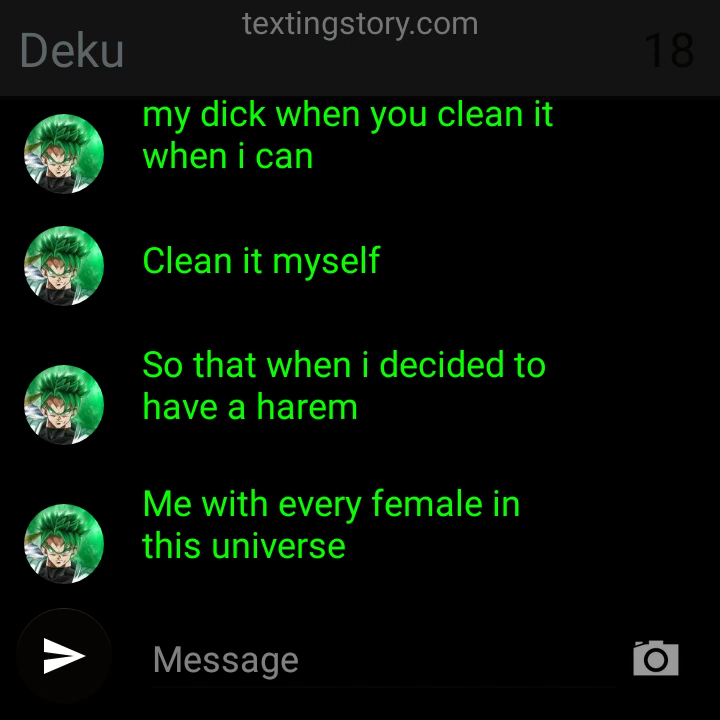 textingstory.com
Deku 18
my dick when you clean it
when i can
Clean it myself
So that when i decided to
have a harem
Me with every female in
this universe
Message